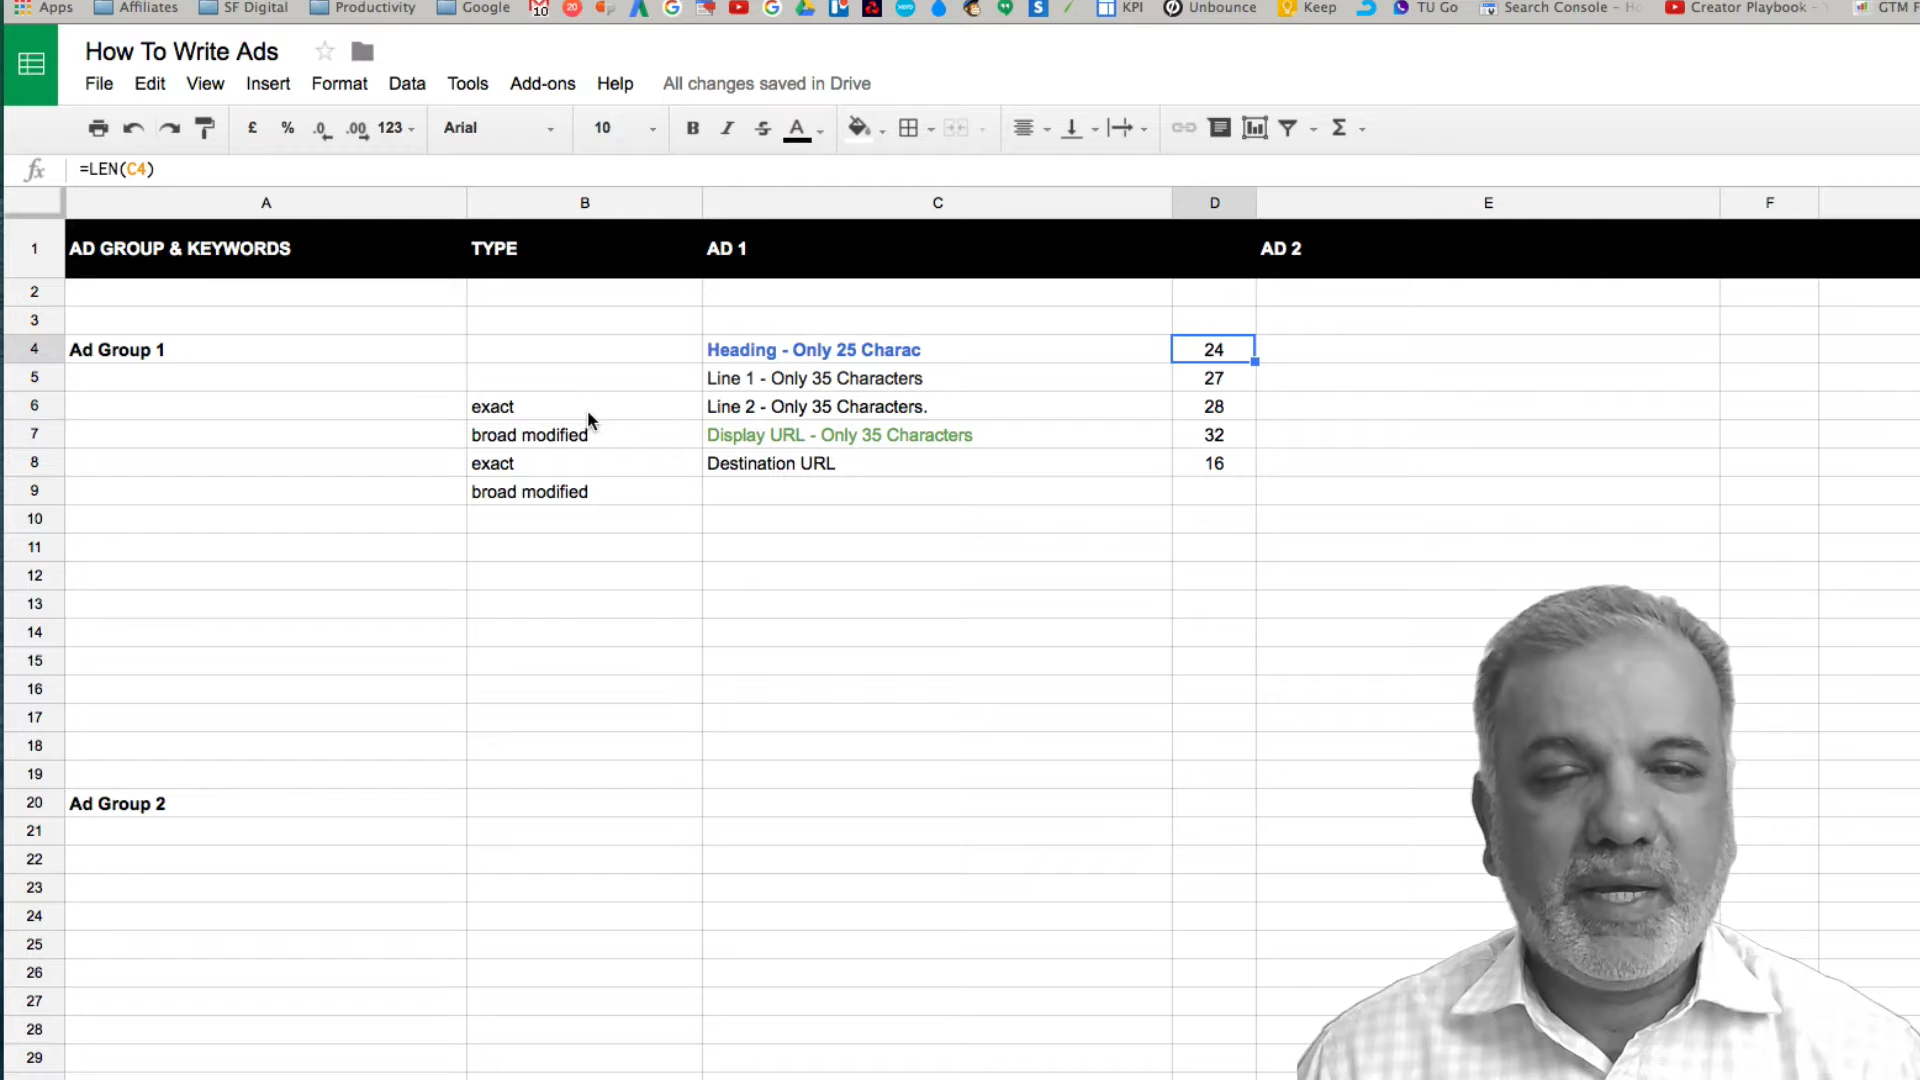 Apps Affiliates SF Digital Productivity Google 10 20 KPI Unbounce Keep TU Go Search Console – Ho Creator Playbook - GTM F
How To Write Ads
File Edit View Insert Format Data Tools Add-ons Help All changes saved in Drive
£ % .0 .00 123 Arial 10 B I S A Σ
fx =LEN(C4)
A B C D E F
1 AD GROUP & KEYWORDS TYPE AD 1 AD 2
2
3
4 Ad Group 1 Heading - Only 25 Charac 24
5 Line 1 - Only 35 Characters 27
6 exact Line 2 - Only 35 Characters. 28
7 broad modified Display URL - Only 35 Characters 32
8 exact Destination URL 16
9 broad modified
10
11
12
13
14
15
16
17
18
19
20 Ad Group 2
21
22
23
24
25
26
27
28
29